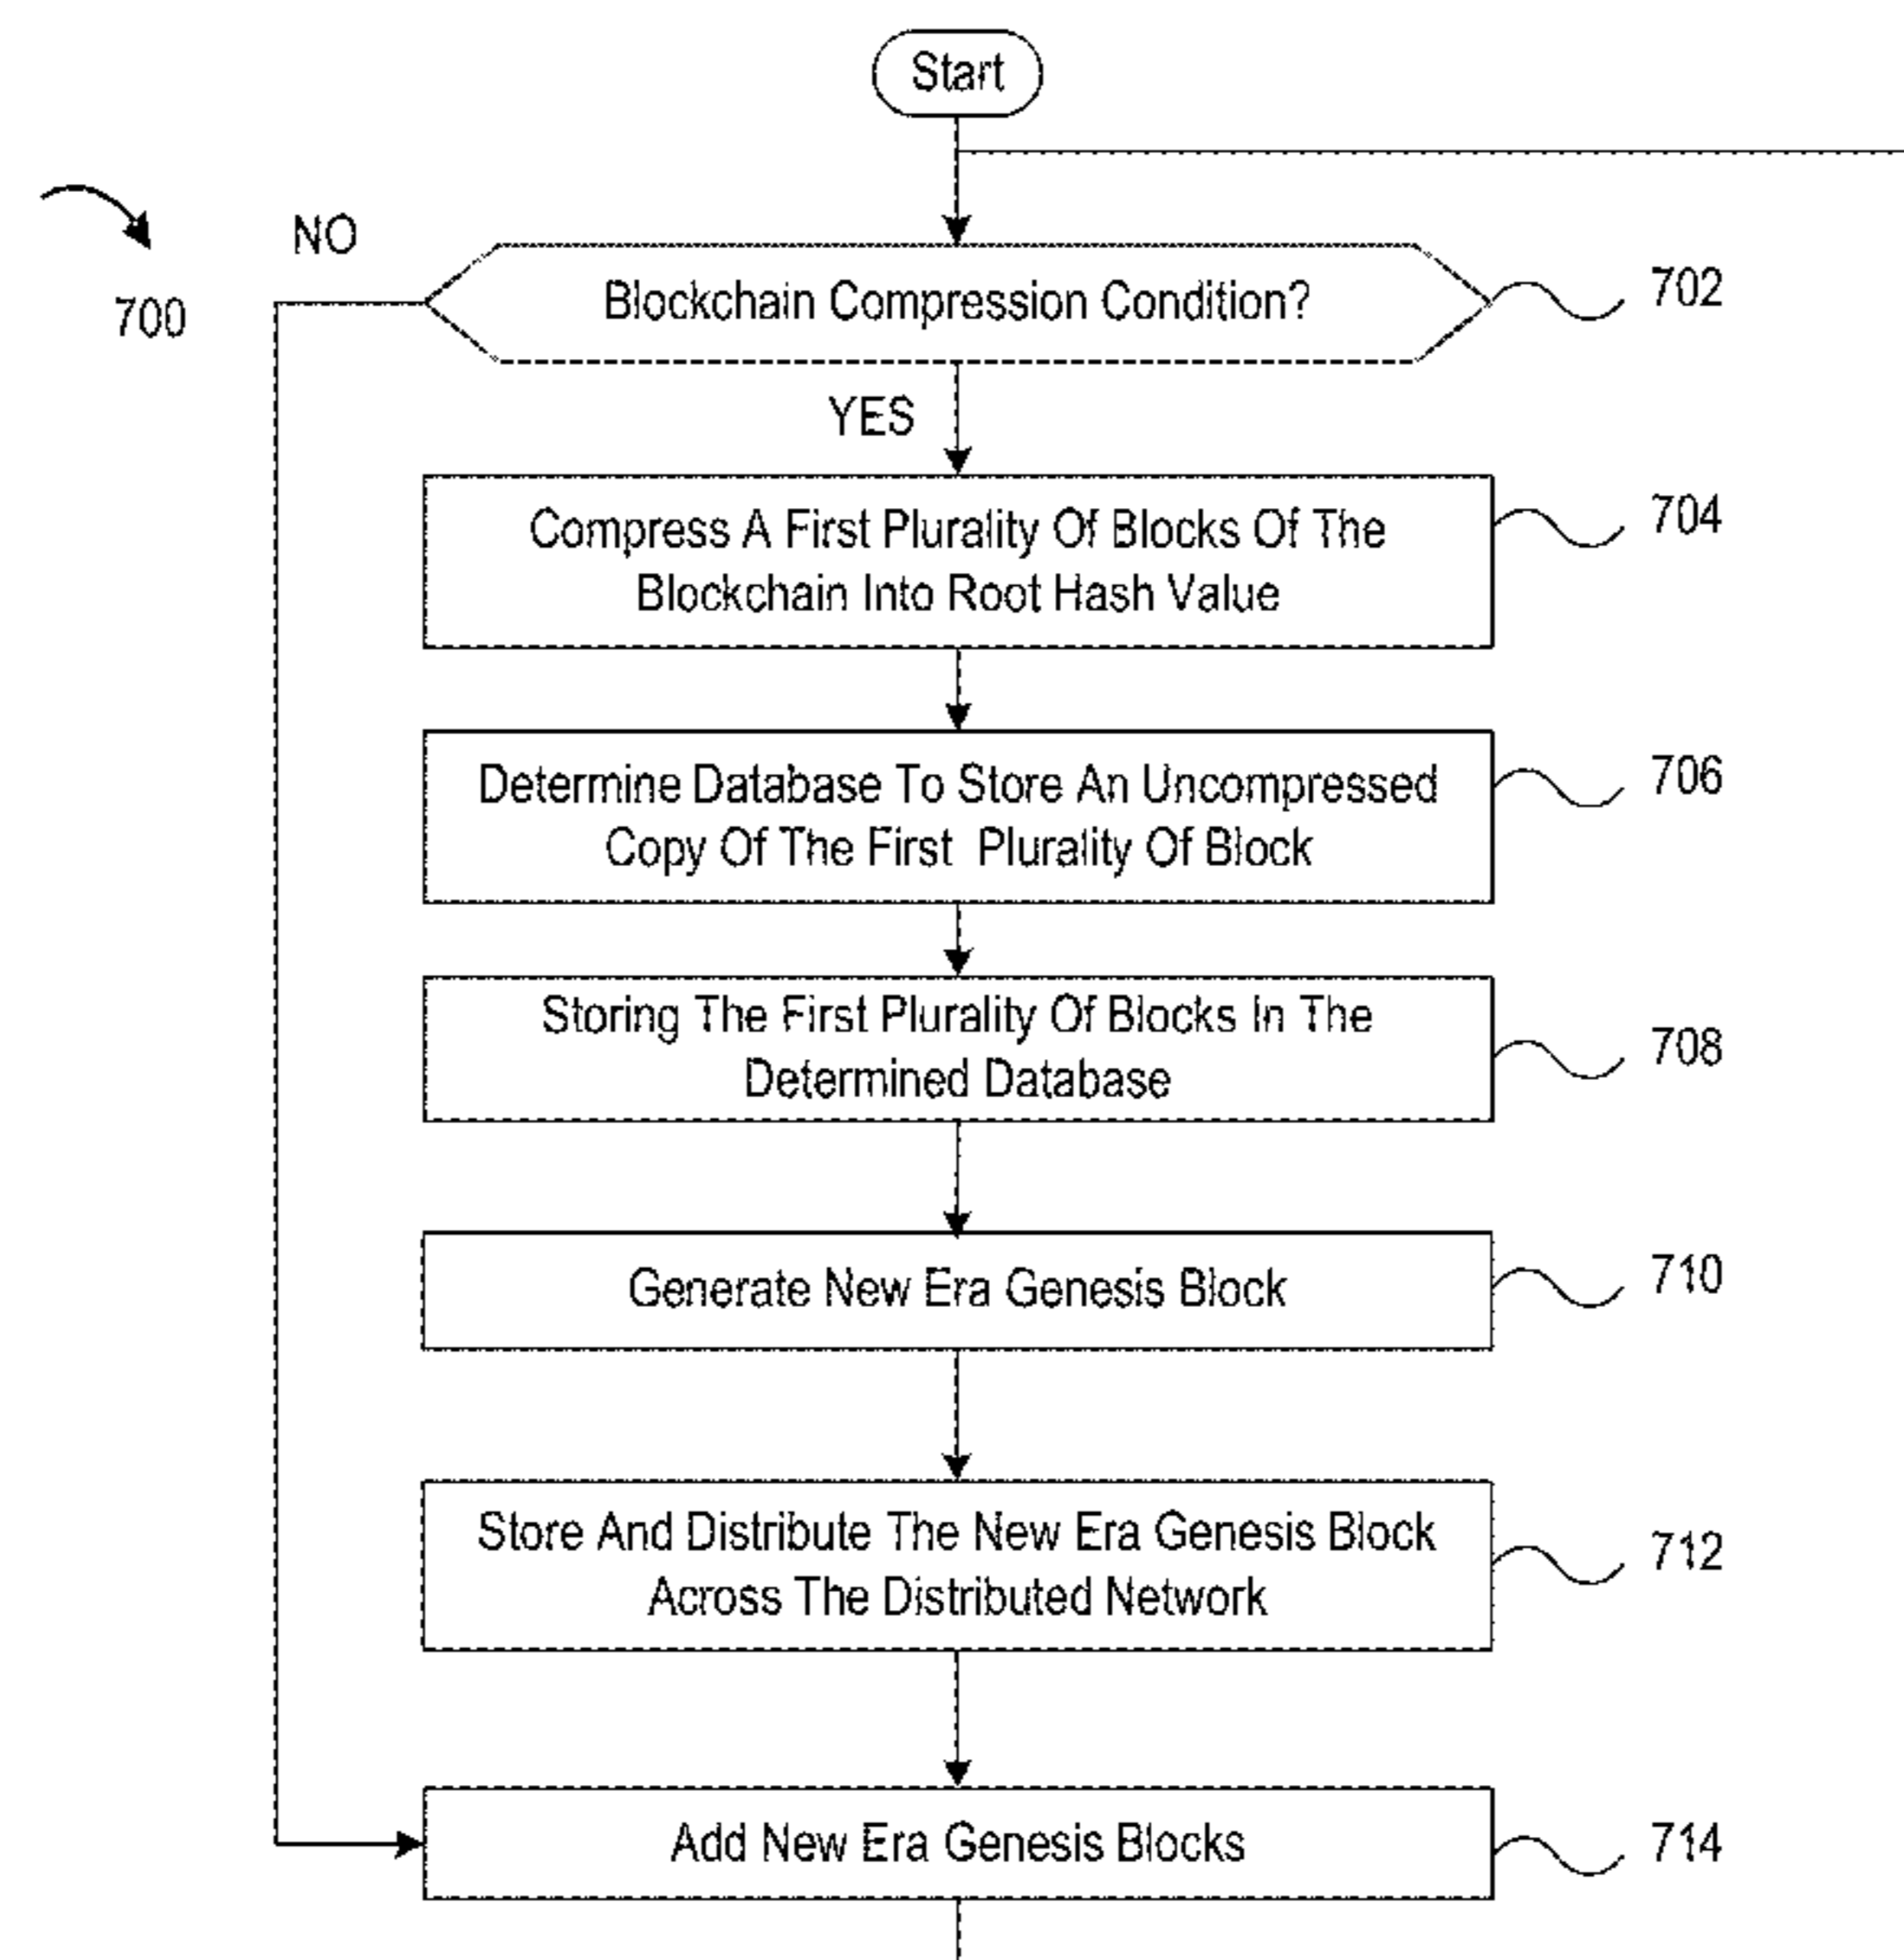 Start
NO
700
Blockchain Compression Condition?
702
YES
Compress A First Plurality Of Blocks Of The
Blockchain Into Root Hash Value
704
Determine Database To Store An Uncompressed
Copy Of The First Plurality Of Block
706
Storing The First Plurality Of Blocks In The
Determined Database
708
Generate New Era Genesis Block
710
Store And Distribute The New Era Genesis Block
Across The Distributed Network
712
Add New Era Genesis Blocks
714